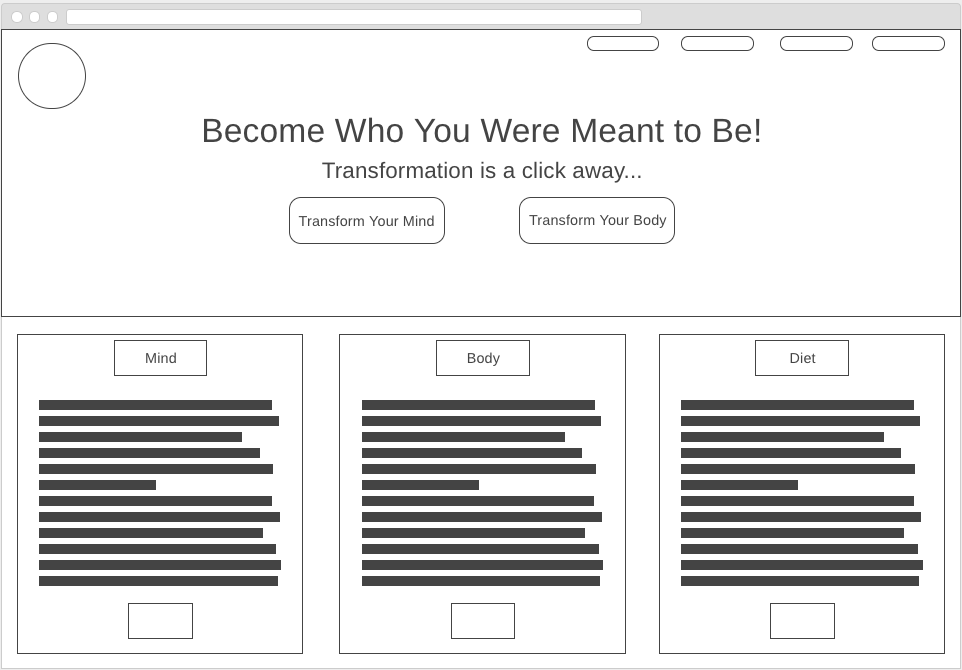 Become Who You Were Meant to Be!
Transformation is a click away...
Transform Your Mind
Transform Your Body
Mind
Body
Diet